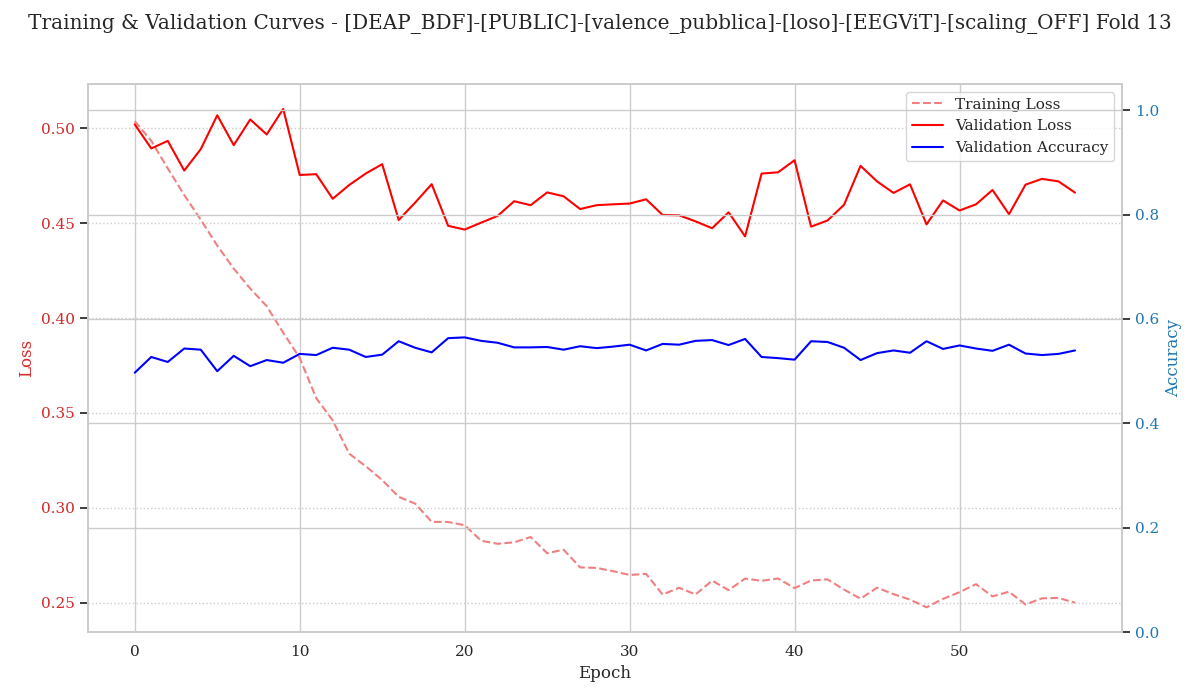 Training & Validation Curves - [DEAP_BDF]-[PUBLIC]-[valence_pubblica]-[loso]-[EEGViT]-[scaling_OFF] Fold 13
Training Loss
Validation Loss
Validation Accuracy
0.50
0.45
0.40
0.35
0.30
0.25
Loss
1.0
0.8
0.6
0.4
0.2
0.0
Accuracy
0
10
20
30
40
50
Epoch